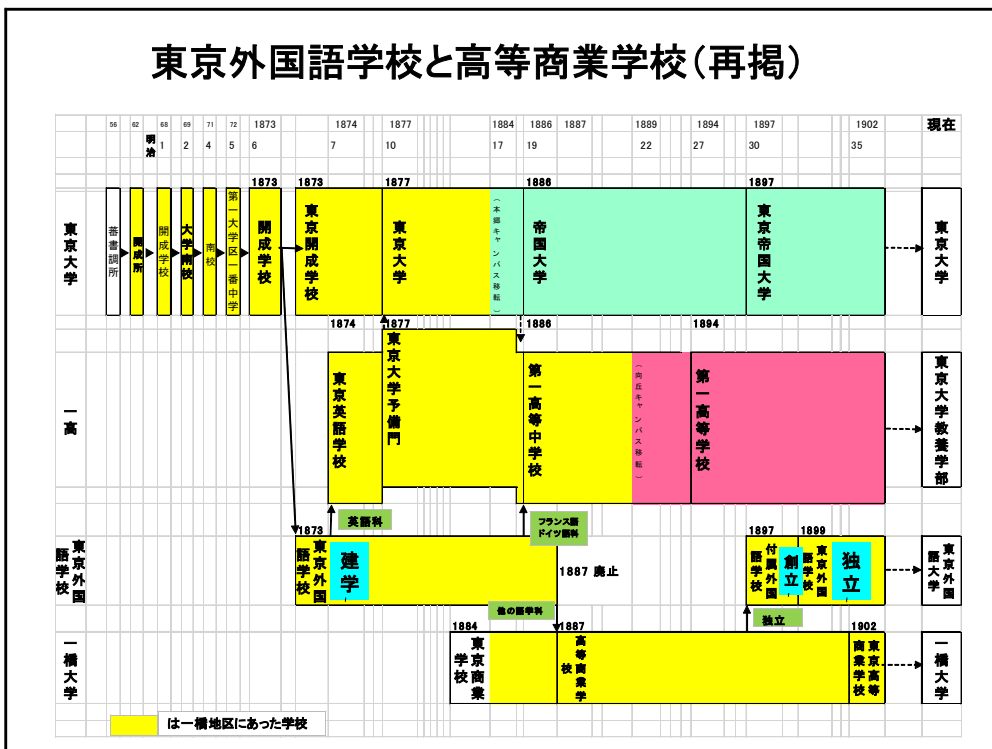 東京外国語学校と高等商業学校(再掲)
56 62 68 69 71 72 1873 1874 1877 1884 1886 1887 1889 1894 1897 1902 現在
明治 1 2 4 5 6 7 10 17 19 22 27 30 35
1873 1873 1877 1886 1897
東京大学
蕃書調所
開成所
開成学校
大学南校
南校
第一大学区一番中学
開成学校
東京開成学校
東京大学
(本郷キャンパス移転)
帝国大学
東京帝国大学
東京大学
1874 1877 1886 1894
一高
東京英語学校
東京大学予備門
第一高等中学校
(向丘キャンパス移転)
第一高等学校
東京大学教養学部
英語科
フランス語
ドイツ語科
1873 1897 1899
東京外国語学校
東京外国語学校
建学
1887 廃止
付属外国語学校
創立
東京外国語学校
独立
東京外国語大学
他の語学科
独立
1884 1887 1902
一橋大学
東京商業学校
高等商業学校
東京高等商業学校
一橋大学
は一橋地区にあった学校